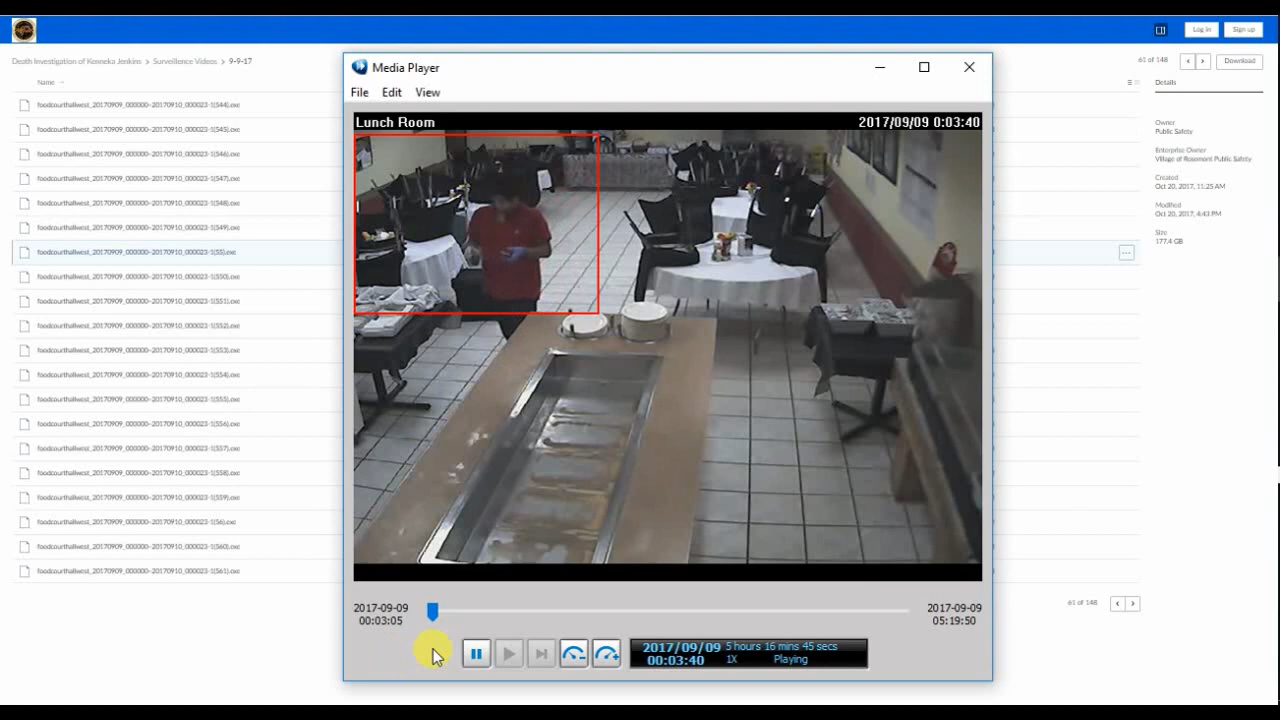 Log in
Sign up
Death Investigation of Kenneka Jenkins > Surveillence Videos > 9-9-17
61 of 148
Download
Name
Details
foodcourthallwest_20170909_000000--20170910_000023-1(544).exe
foodcourthallwest_20170909_000000--20170910_000023-1(545).exe
foodcourthallwest_20170909_000000--20170910_000023-1(546).exe
foodcourthallwest_20170909_000000--20170910_000023-1(547).exe
foodcourthallwest_20170909_000000--20170910_000023-1(548).exe
foodcourthallwest_20170909_000000--20170910_000023-1(549).exe
foodcourthallwest_20170909_000000--20170910_000023-1(55).exe
foodcourthallwest_20170909_000000--20170910_000023-1(550).exe
foodcourthallwest_20170909_000000--20170910_000023-1(551).exe
foodcourthallwest_20170909_000000--20170910_000023-1(552).exe
foodcourthallwest_20170909_000000--20170910_000023-1(553).exe
foodcourthallwest_20170909_000000--20170910_000023-1(554).exe
foodcourthallwest_20170909_000000--20170910_000023-1(555).exe
foodcourthallwest_20170909_000000--20170910_000023-1(556).exe
foodcourthallwest_20170909_000000--20170910_000023-1(557).exe
foodcourthallwest_20170909_000000--20170910_000023-1(558).exe
foodcourthallwest_20170909_000000--20170910_000023-1(559).exe
foodcourthallwest_20170909_000000--20170910_000023-1(56).exe
foodcourthallwest_20170909_000000--20170910_000023-1(560).exe
foodcourthallwest_20170909_000000--20170910_000023-1(561).exe
Media Player
File Edit View
Lunch Room
2017/09/09 0:03:40
2017-09-09
00:03:05
2017-09-09
05:19:50
2017/09/09 5 hours 16 mins 45 secs
00:03:40 1X Playing
Owner
Public Safety
Enterprise Owner
Village of Rosemont Public Safety
Created
Oct 20, 2017, 11:25 AM
Modified
Oct 20, 2017, 4:43 PM
Size
177.4 GB
61 of 148